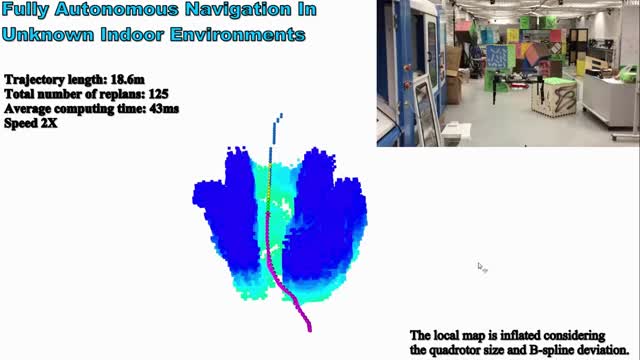 Fully Autonomous Navigation In
Unknown Indoor Environments
Trajectory length: 18.6m
Total number of replans: 125
Average computing time: 43ms
Speed 2X
The local map is inflated considering
the quadrotor size and B-spline deviation.